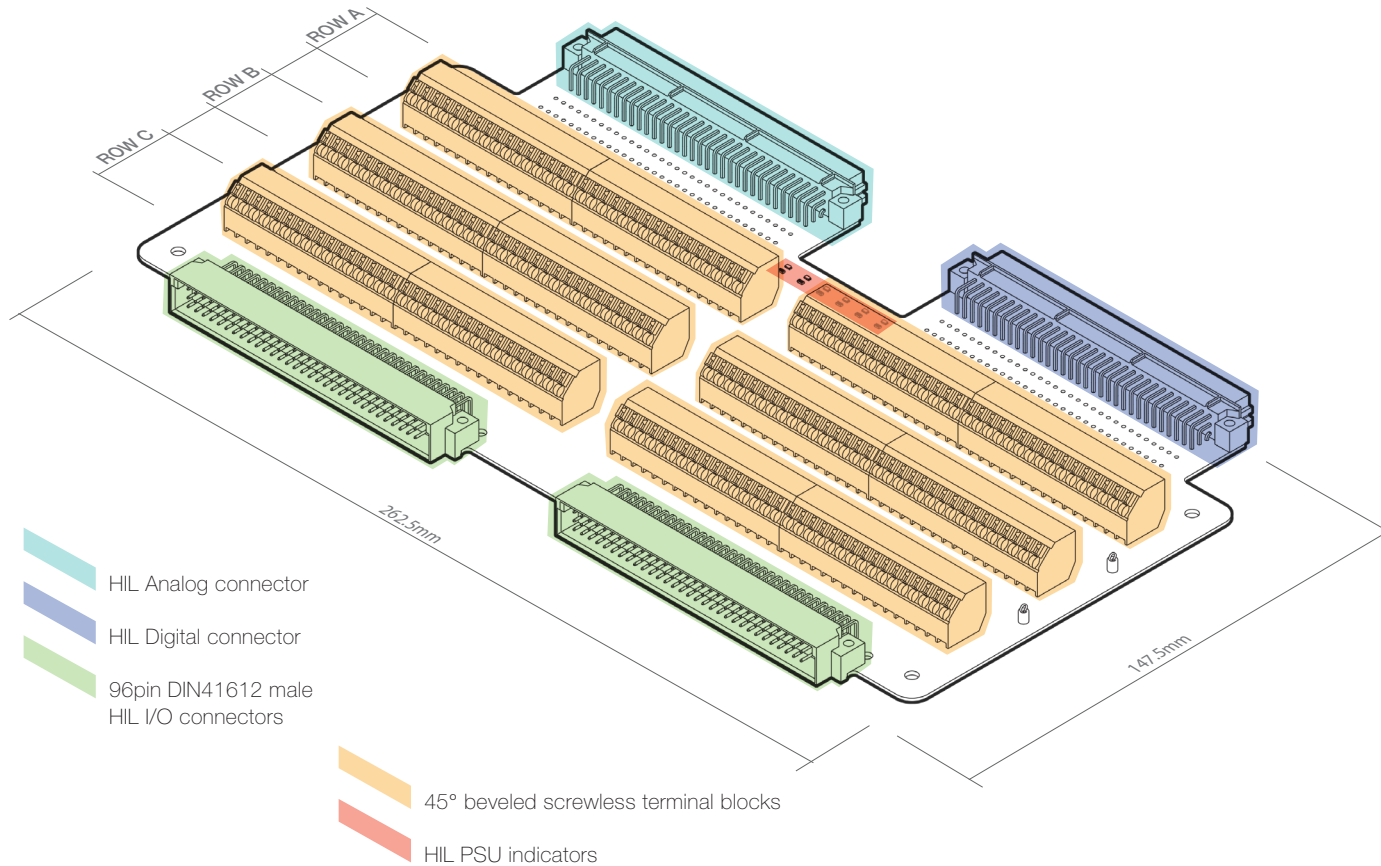 ROW A
ROW B
ROW C
262.5mm
147.5mm
HIL Analog connector
HIL Digital connector
96pin DIN41612 male
HIL I/O connectors
45° beveled screwless terminal blocks
HIL PSU indicators